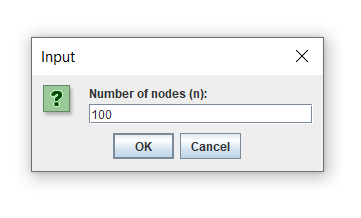 Input
?
Number of nodes (n):
100
OK
Cancel